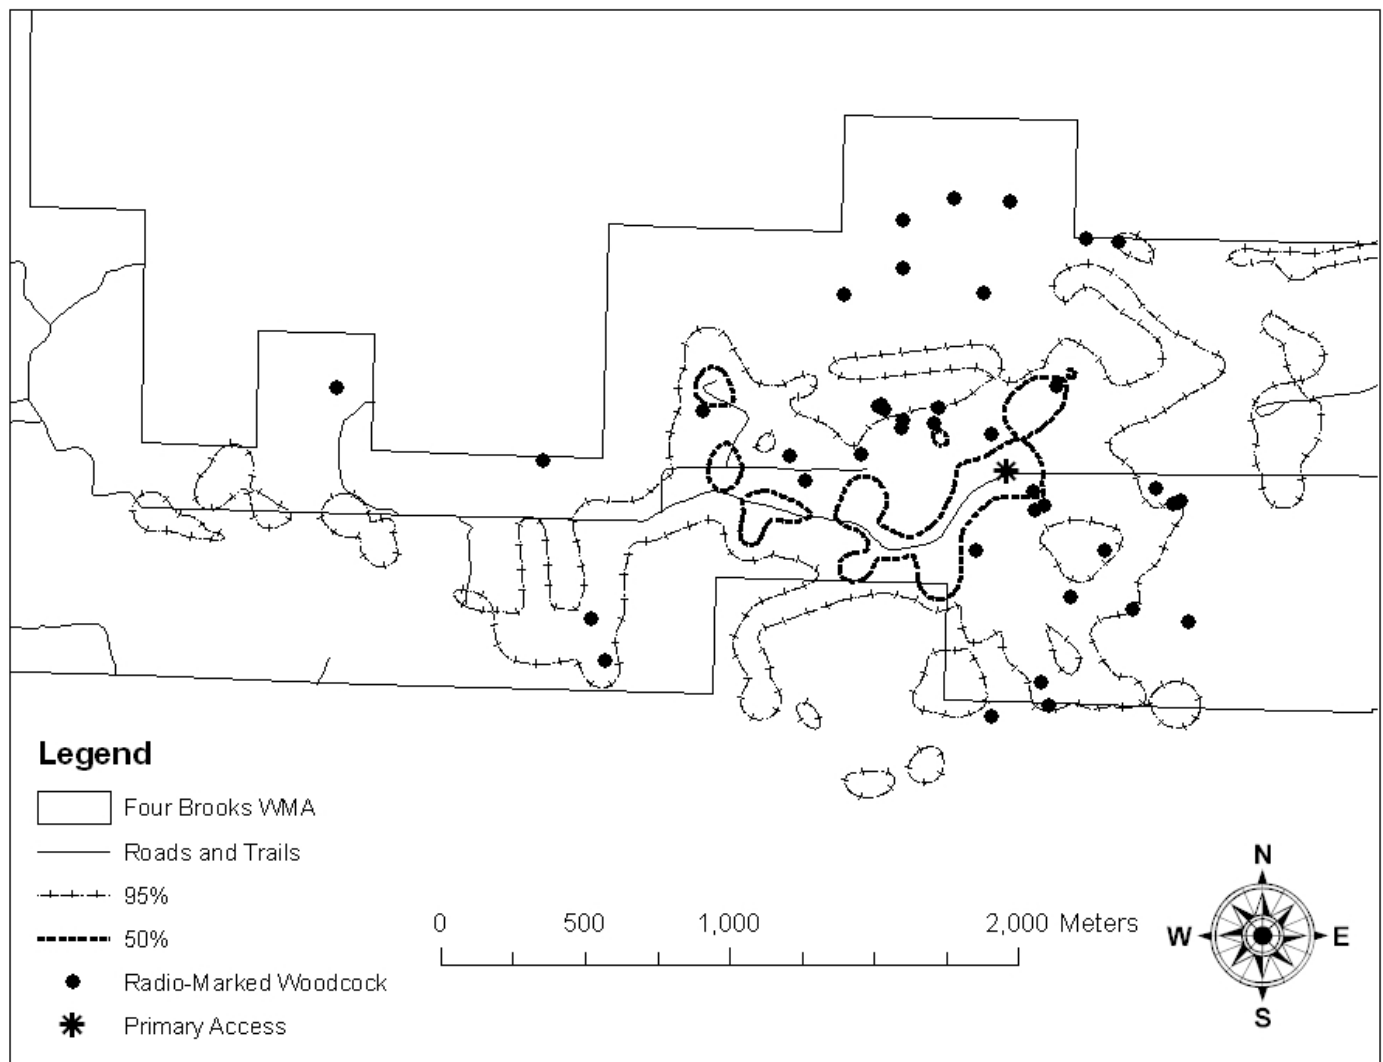 Legend
Four Brooks WMA
Roads and Trails
95%
50%
Radio-Marked Woodcock
Primary Access
0 500 1,000 2,000 Meters
N
W E
S